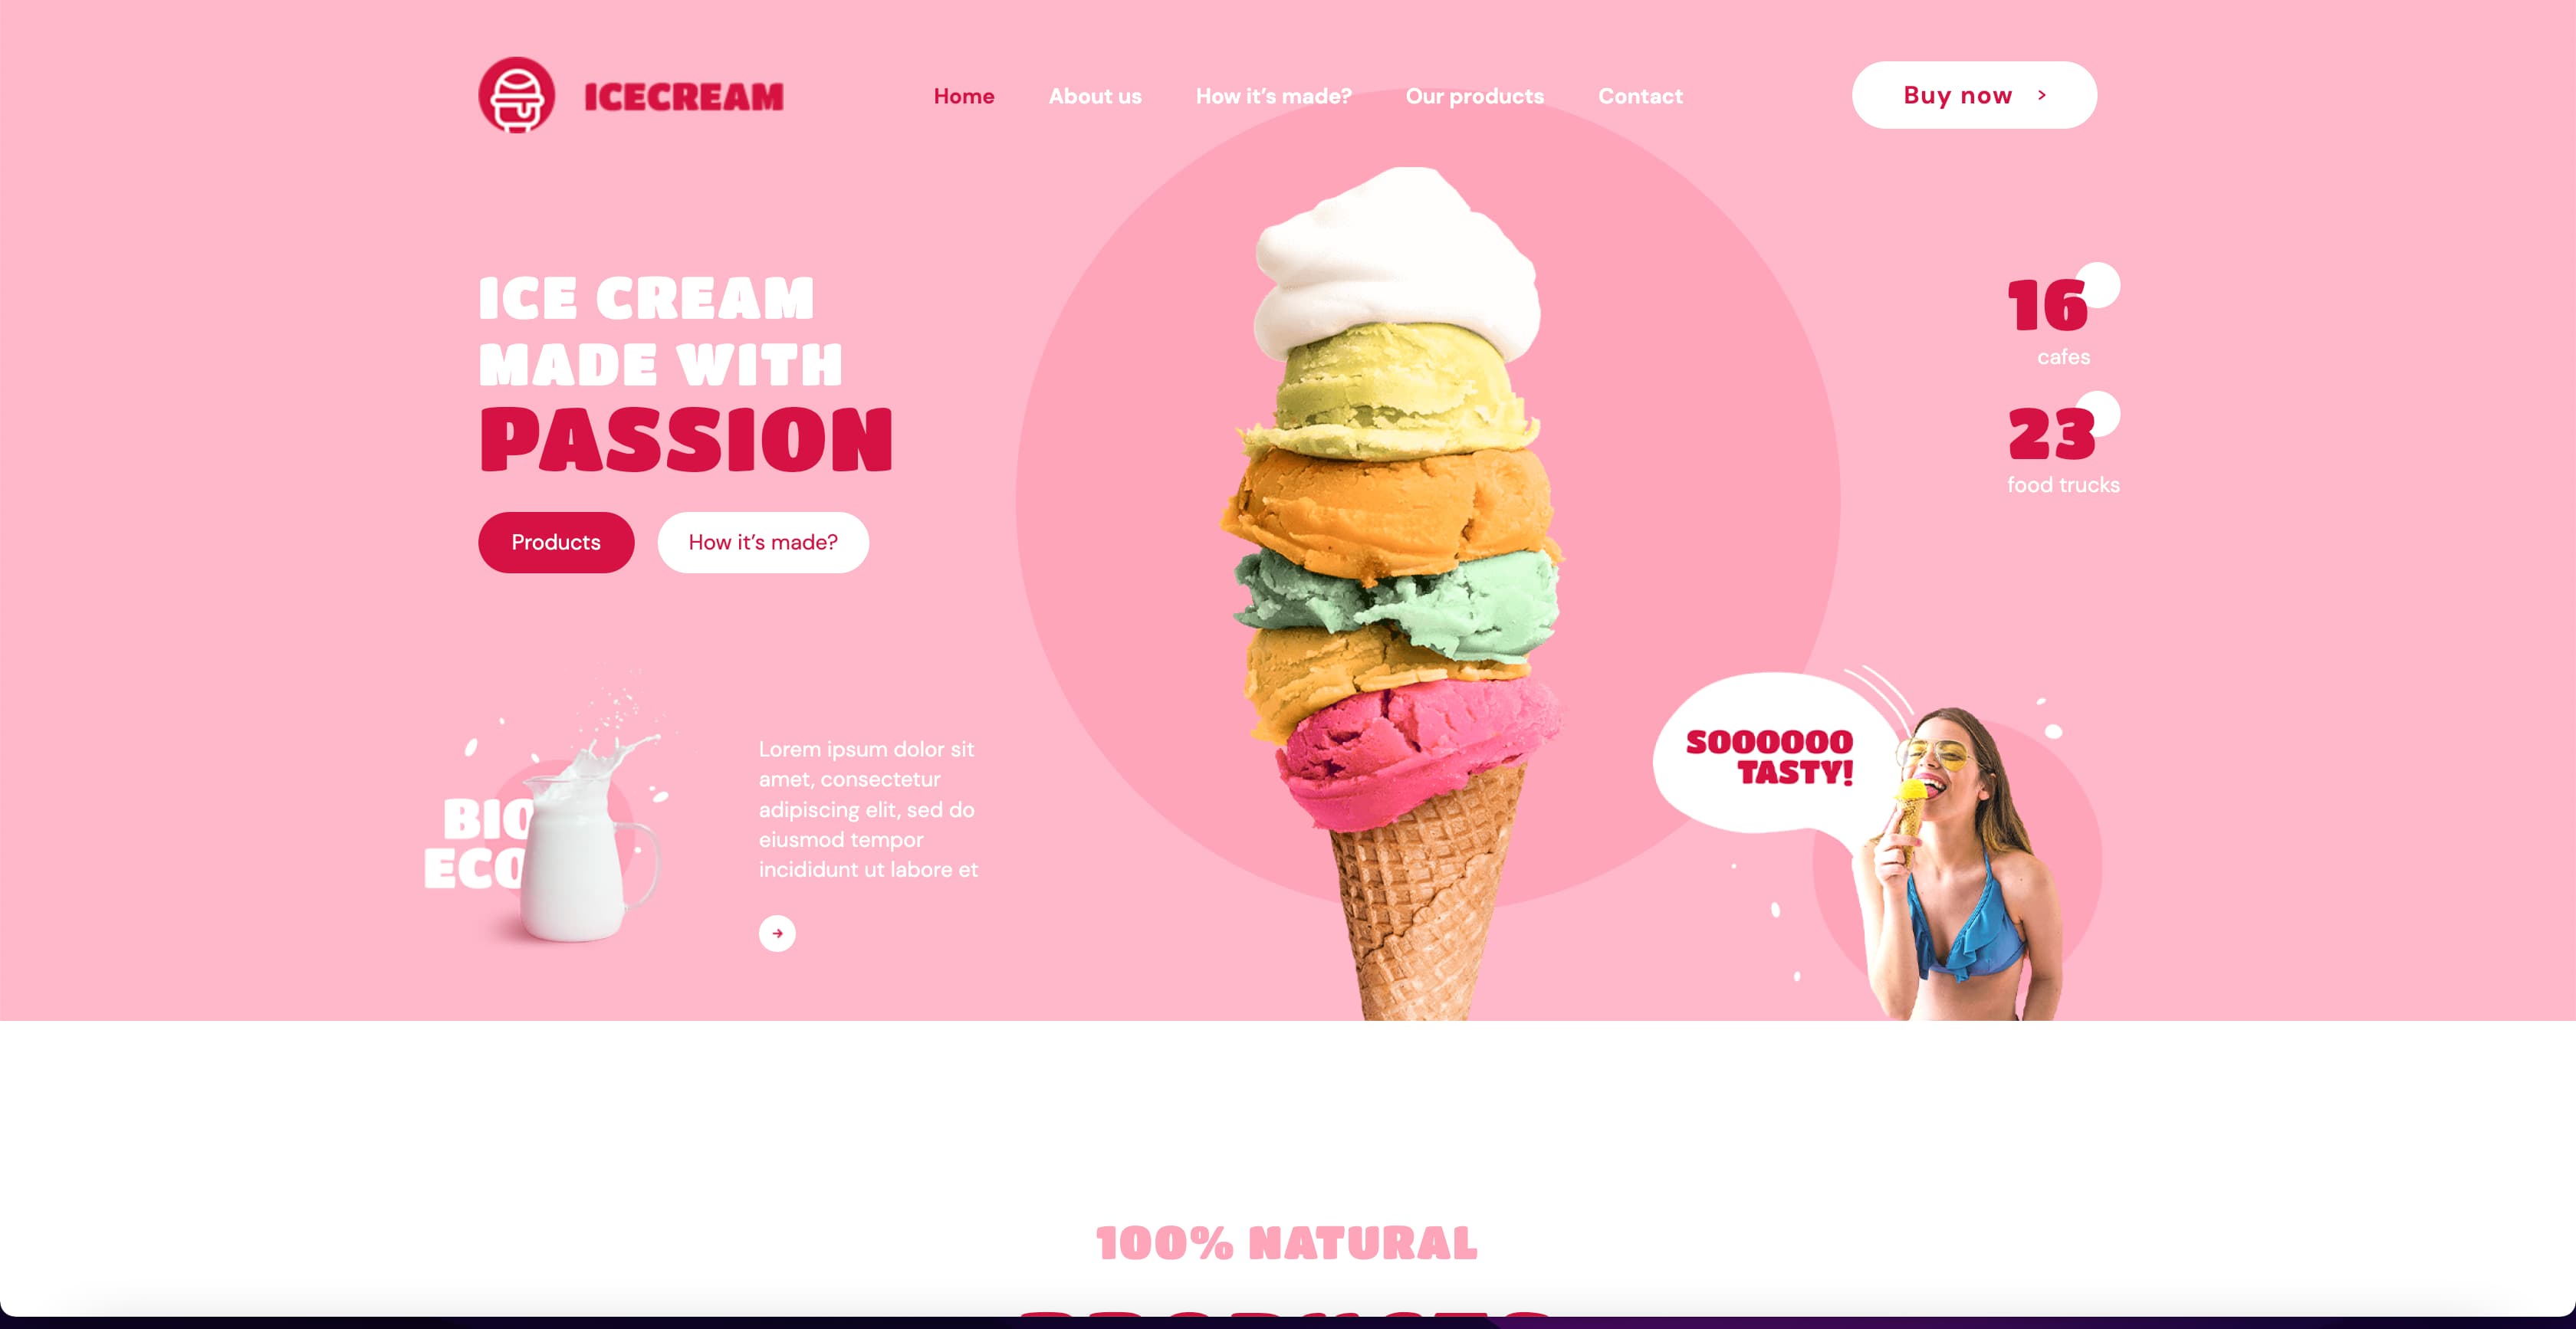 ICECREAM
Home
About us
How it's made?
Our products
Contact
Buy now >
ICE CREAM
MADE WITH
PASSION
Products
How it's made?
16
cafes
23
food trucks
BIO
ECO
Lorem ipsum dolor sit
amet, consectetur
adipiscing elit, sed do
eiusmod tempor
incididunt ut labore et
SOOOOOO
TASTY!
100% NATURAL